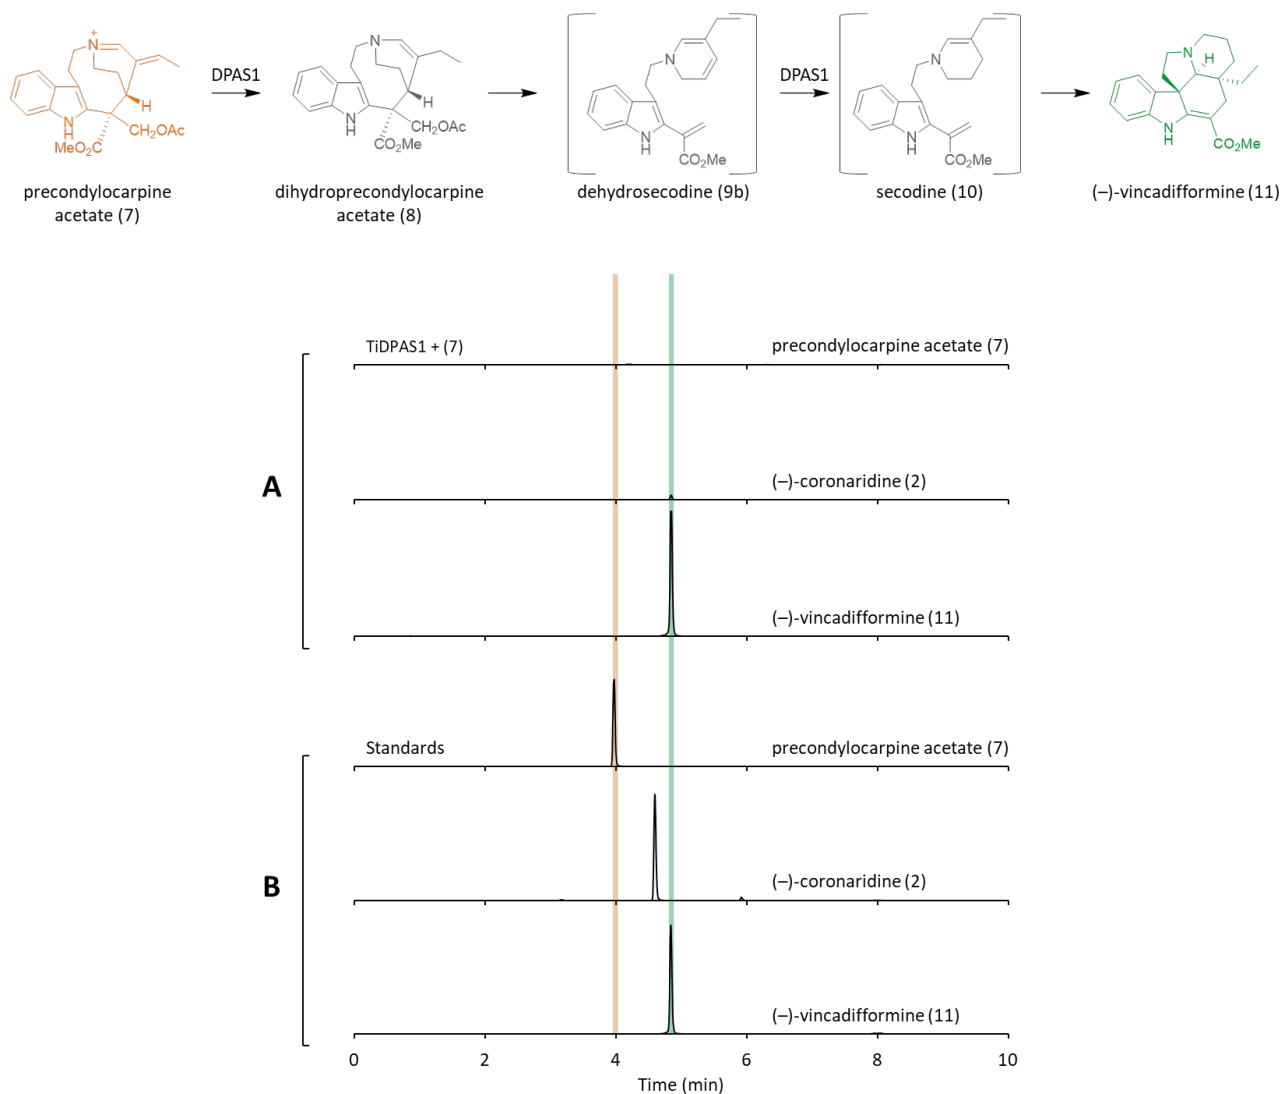 N
+
N
H
H
MeO₂C
CH₂OAc
DPAS1
N
N
H
H
CH₂OAc
CO₂Me
N
N
H
CO₂Me
DPAS1
N
N
H
CO₂Me
N
H
N
H
CO₂Me
precondylocarpine
acetate (7)
dihydroprecondylocarpine
acetate (8)
dehydrosecodine (9b)
secodine (10)
(–)-vincadifformine (11)
TiDPAS1 + (7)
precondylocarpine acetate (7)
A
(–)-coronaridine (2)
(–)-vincadifformine (11)
Standards
precondylocarpine acetate (7)
B
(–)-coronaridine (2)
(–)-vincadifformine (11)
0 2 4 6 8 10
Time (min)